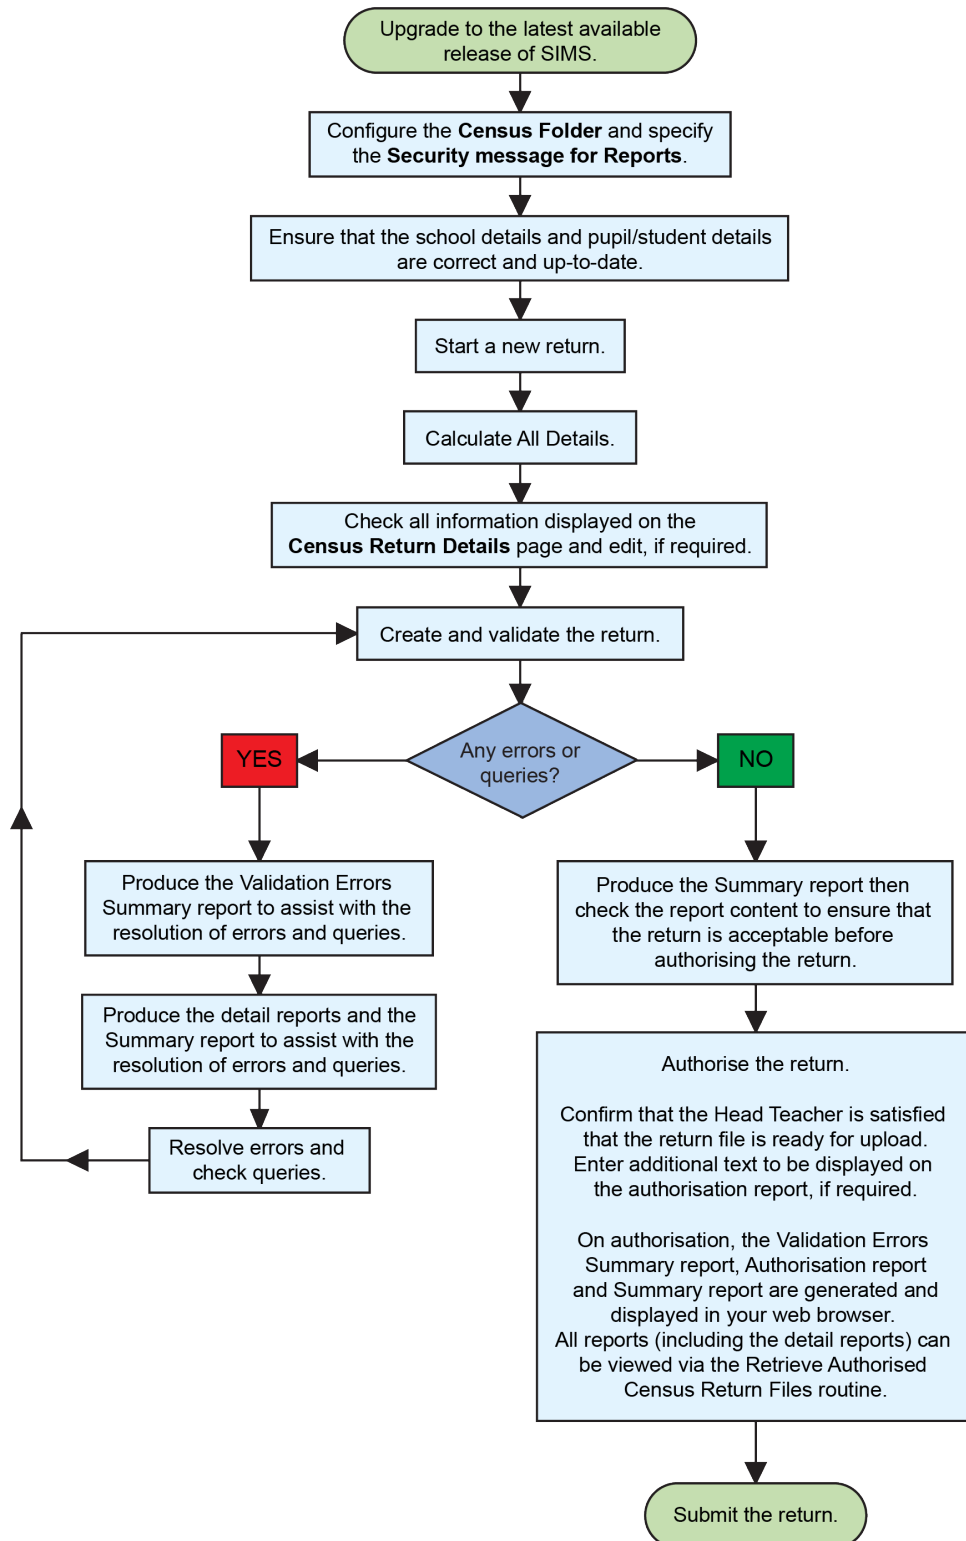 Upgrade to the latest available
release of SIMS.
Configure the Census Folder and specify
the Security message for Reports.
Ensure that the school details and pupil/student details
are correct and up-to-date.
Start a new return.
Calculate All Details.
Check all information displayed on the
Census Return Details page and edit, if required.
Create and validate the return.
Any errors or
queries?
YES
NO
Produce the Validation Errors
Summary report to assist with the
resolution of errors and queries.
Produce the detail reports and the
Summary report to assist with the
resolution of errors and queries.
Resolve errors and
check queries.
Produce the Summary report then
check the report content to ensure that
the return is acceptable before
authorising the return.
Authorise the return.
Confirm that the Head Teacher is satisfied
that the return file is ready for upload.
Enter additional text to be displayed on
the authorisation report, if required.
On authorisation, the Validation Errors
Summary report, Authorisation report
and Summary report are generated and
displayed in your web browser.
All reports (including the detail reports) can
be viewed via the Retrieve Authorised
Census Return Files routine.
Submit the return.